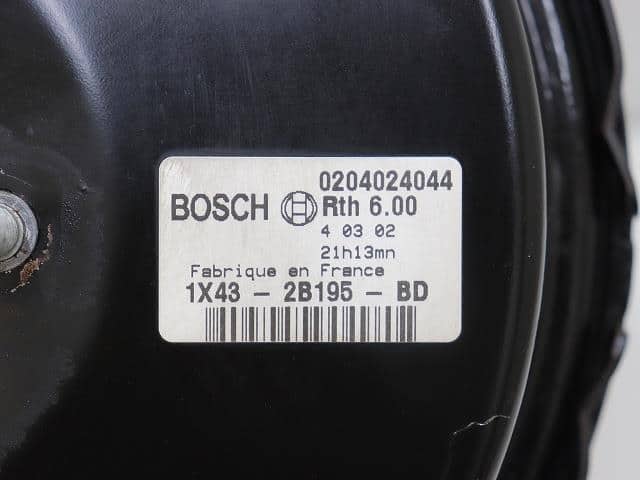 0204024044
BOSCH Rth 6.00
4 03 02
21h13mn
Fabrique en France
1X43 - 2B195 - BD